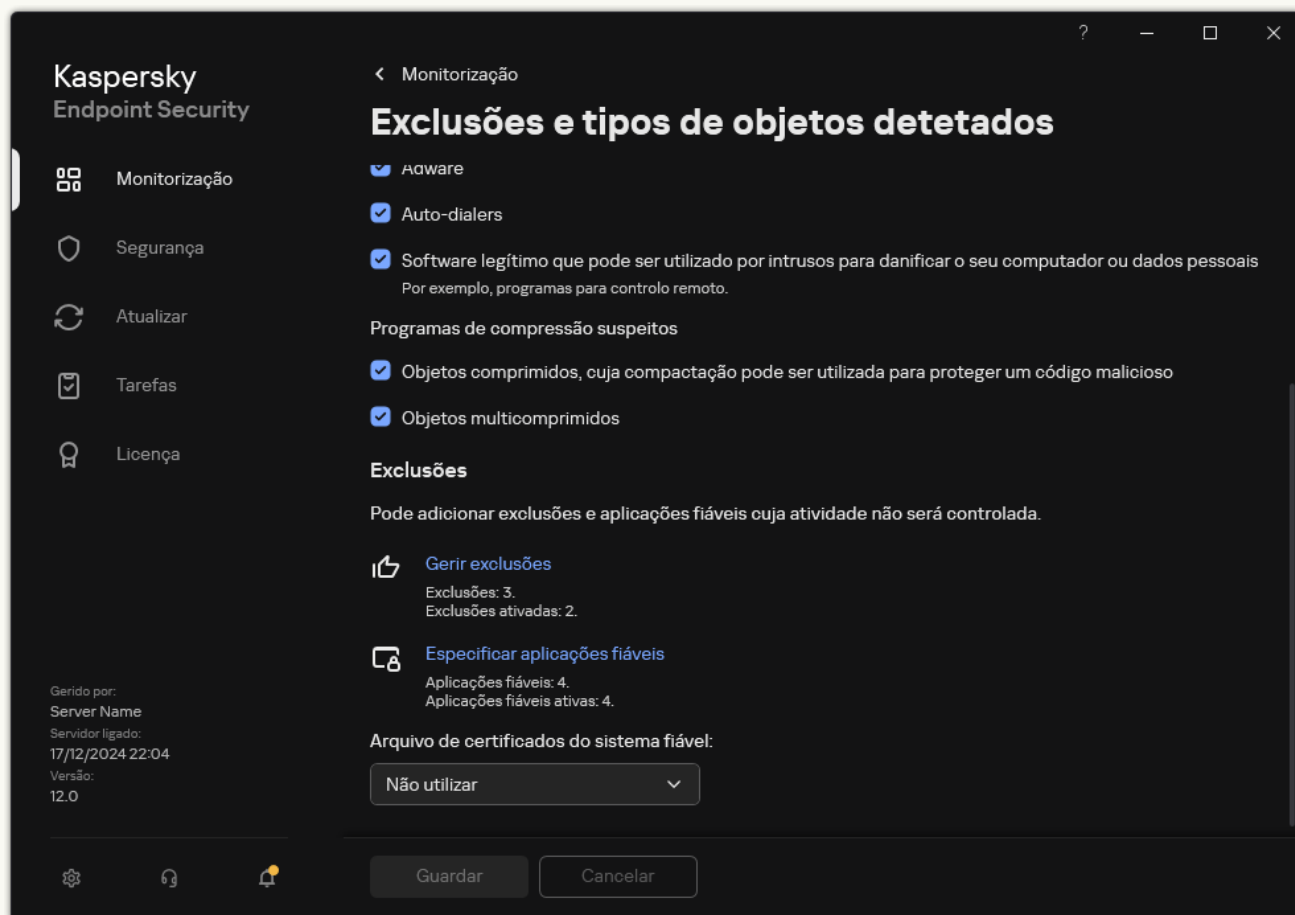 ?
Kaspersky
Endpoint Security
Monitorização
Segurança
Atualizar
Tarefas
Licença
Gerido por:
Server Name
Servidor ligado:
17/12/2024 22:04
Versão:
12.0
Monitorização
Exclusões e tipos de objetos detetados
Adware
Auto-dialers
Software legítimo que pode ser utilizado por intrusos para danificar o seu computador ou dados pessoais
Por exemplo, programas para controlo remoto.
Programas de compressão suspeitos
Objetos comprimidos, cuja compactação pode ser utilizada para proteger um código malicioso
Objetos multicomprimidos
Exclusões
Pode adicionar exclusões e aplicações fiáveis cuja atividade não será controlada.
Gerir exclusões
Exclusões: 3.
Exclusões ativadas: 2.
Especificar aplicações fiáveis
Aplicações fiáveis: 4.
Aplicações fiáveis ativas: 4.
Arquivo de certificados do sistema fiável:
Não utilizar
Guardar
Cancelar